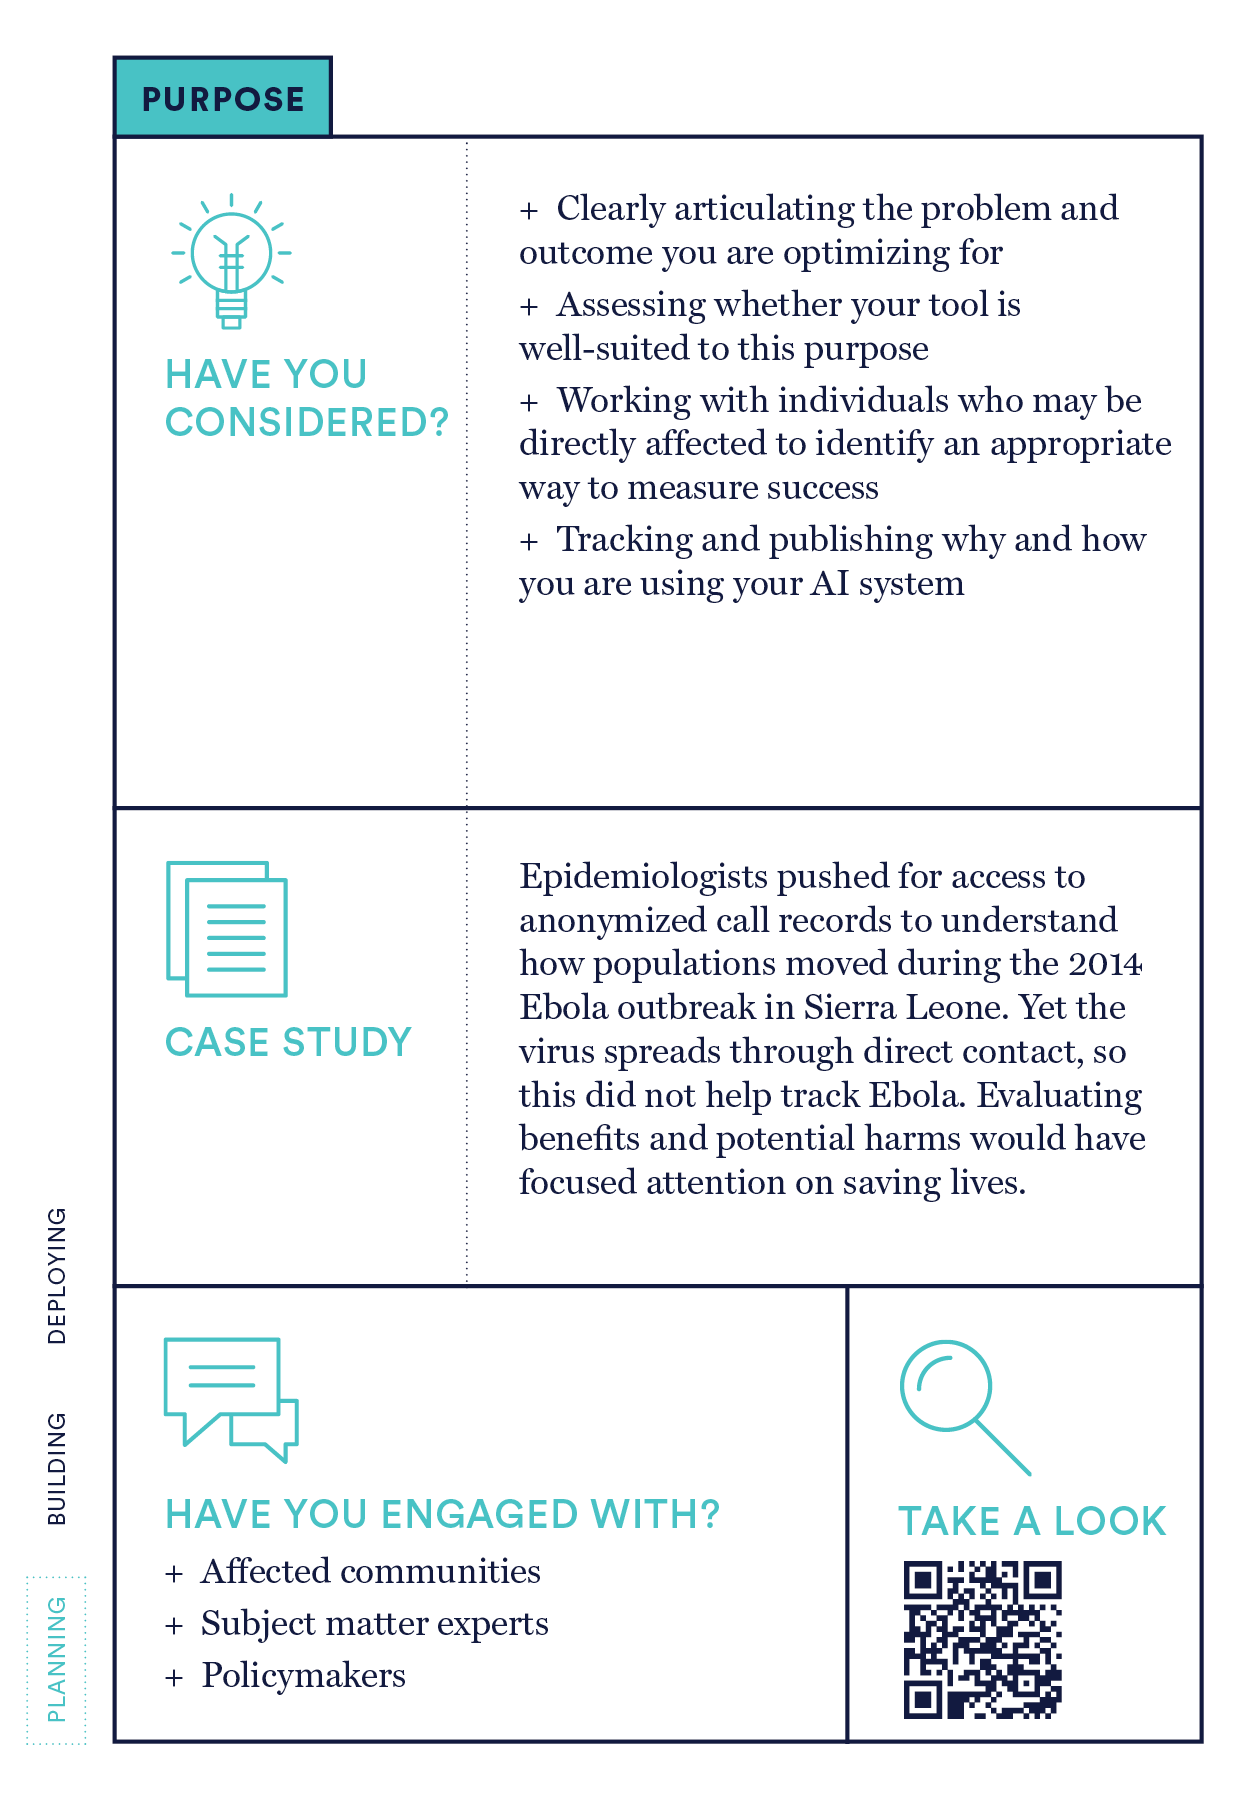 PURPOSE
HAVE YOU
CONSIDERED?
+ Clearly articulating the problem and
outcome you are optimizing for
+ Assessing whether your tool is
well-suited to this purpose
+ Working with individuals who may be
directly affected to identify an appropriate
way to measure success
+ Tracking and publishing why and how
you are using your AI system
CASE STUDY
Epidemiologists pushed for access to
anonymized call records to understand
how populations moved during the 2014
Ebola outbreak in Sierra Leone. Yet the
virus spreads through direct contact, so
this did not help track Ebola. Evaluating
benefits and potential harms would have
focused attention on saving lives.
HAVE YOU ENGAGED WITH?
+ Affected communities
+ Subject matter experts
+ Policymakers
TAKE A LOOK
PLANNING
BUILDING
DEPLOYING